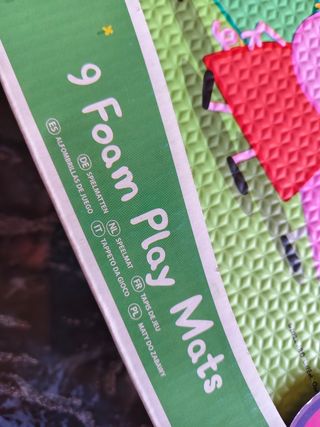 9 Foam Play Mats
ES ALFOMBRILLAS DE JUEGO DE SPIELMATTEN NL SPEELMAT FR TAPIS DE JEU
IT TAPPETO DA GIOCO PL MATY DO ZABAWY